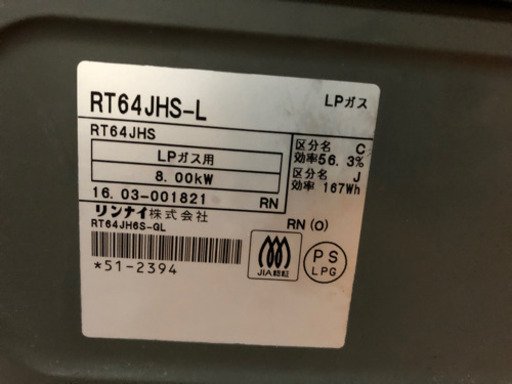 RT64JHS-L LPガス
RT64JHS
LPガス用
8.00kW
区分名 C
効率56.3%
区分名 J
効率 167Wh
16.03-001821 RN
リンナイ株式会社
RT64JH6S-GL
RN(O)
*51-2394
JIA認証
PS
LPG